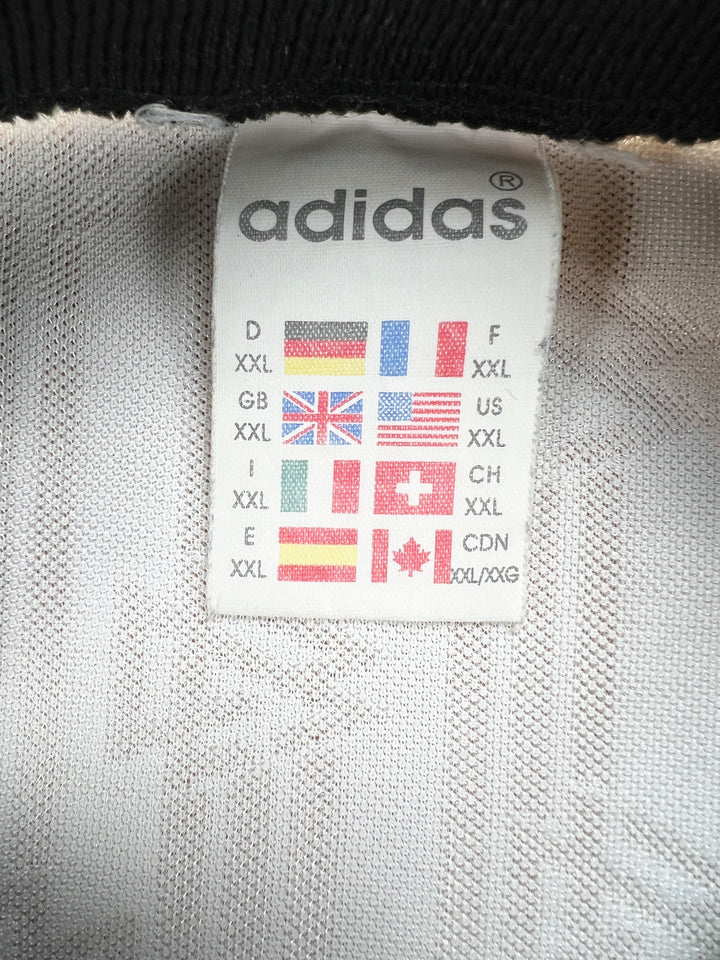 adidas®
D F
XXL XXL
GB US
XXL XXL
I CH
XXL XXL
E CDN
XXL XXL/XXG